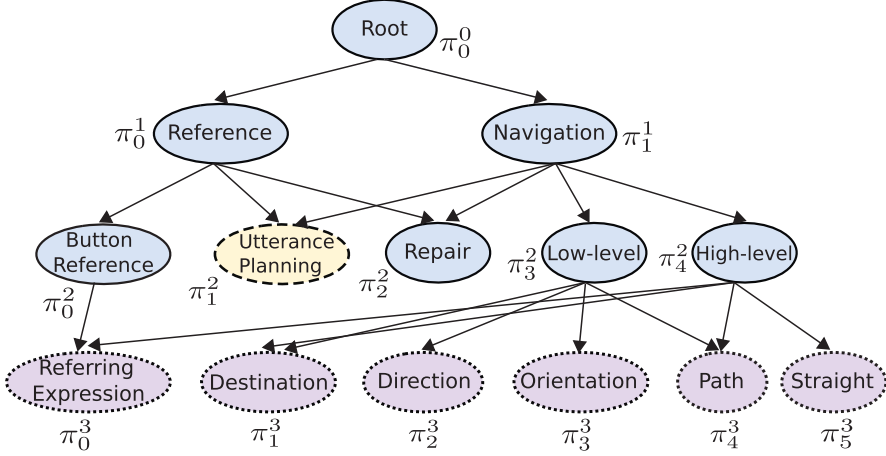 Root
π_0^0
π_0^1
Reference
Navigation
π_1^1
Button
Reference
Utterance
Planning
Repair
Low-level
High-level
π_0^2
π_1^2
π_2^2
π_3^2
π_4^2
Referring
Expression
Destination
Direction
Orientation
Path
Straight
π_0^3
π_1^3
π_2^3
π_3^3
π_4^3
π_5^3